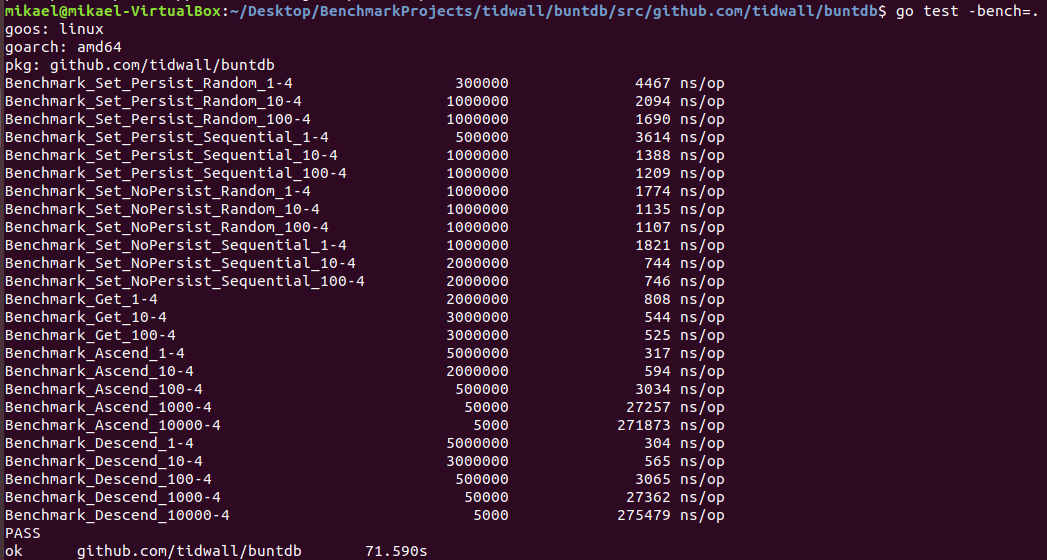 mikael@mikael-VirtualBox:~/Desktop/BenchmarkProjects/tidwall/buntdb/src/github.com/tidwall/buntdb$ go test -bench=.
goos: linux
goarch: amd64
pkg: github.com/tidwall/buntdb
Benchmark_Set_Persist_Random_1-4 300000 4467 ns/op
Benchmark_Set_Persist_Random_10-4 1000000 2094 ns/op
Benchmark_Set_Persist_Random_100-4 1000000 1690 ns/op
Benchmark_Set_Persist_Sequential_1-4 500000 3614 ns/op
Benchmark_Set_Persist_Sequential_10-4 1000000 1388 ns/op
Benchmark_Set_Persist_Sequential_100-4 1000000 1209 ns/op
Benchmark_Set_NoPersist_Random_1-4 1000000 1774 ns/op
Benchmark_Set_NoPersist_Random_10-4 1000000 1135 ns/op
Benchmark_Set_NoPersist_Random_100-4 1000000 1107 ns/op
Benchmark_Set_NoPersist_Sequential_1-4 1000000 1821 ns/op
Benchmark_Set_NoPersist_Sequential_10-4 2000000 744 ns/op
Benchmark_Set_NoPersist_Sequential_100-4 2000000 746 ns/op
Benchmark_Get_1-4 2000000 808 ns/op
Benchmark_Get_10-4 3000000 544 ns/op
Benchmark_Get_100-4 3000000 525 ns/op
Benchmark_Ascend_1-4 5000000 317 ns/op
Benchmark_Ascend_10-4 2000000 594 ns/op
Benchmark_Ascend_100-4 500000 3034 ns/op
Benchmark_Ascend_1000-4 50000 27257 ns/op
Benchmark_Ascend_10000-4 5000 271873 ns/op
Benchmark_Descend_1-4 5000000 304 ns/op
Benchmark_Descend_10-4 3000000 565 ns/op
Benchmark_Descend_100-4 500000 3065 ns/op
Benchmark_Descend_1000-4 50000 27362 ns/op
Benchmark_Descend_10000-4 5000 275479 ns/op
PASS
ok github.com/tidwall/buntdb 71.590s